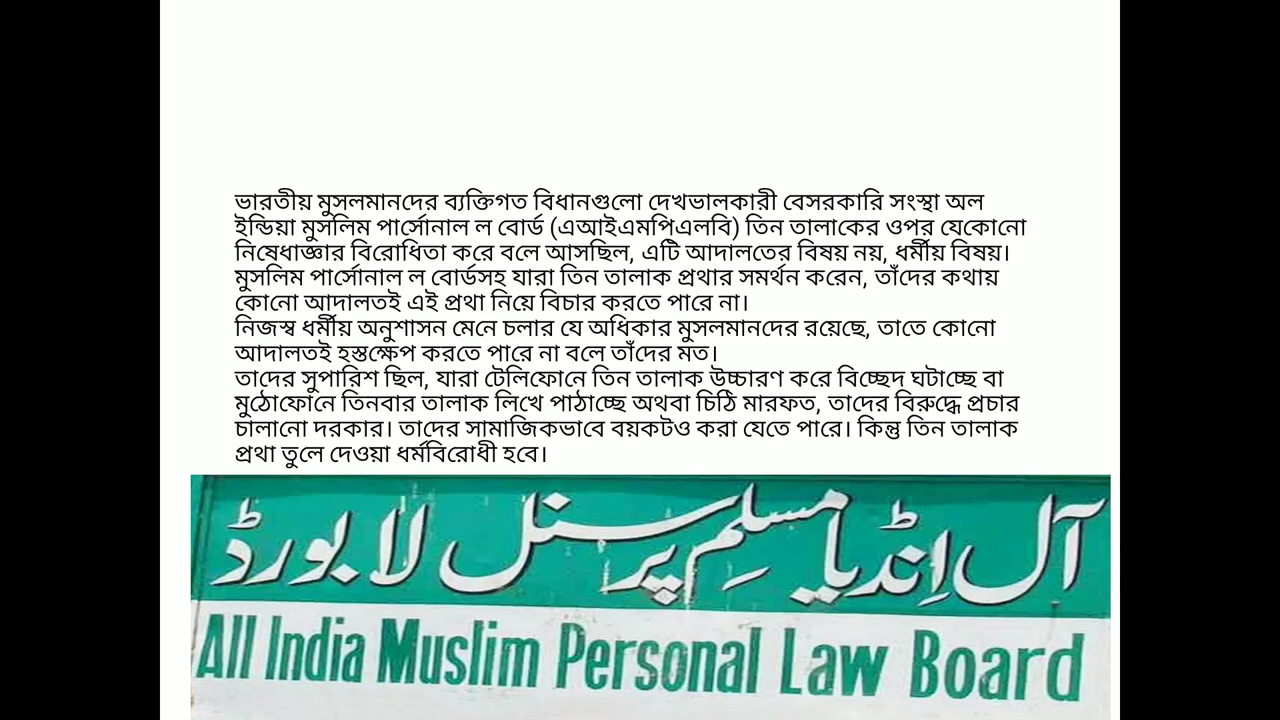 ভারতীয় মুসলমানদের ব্যক্তিগত বিধানগুলো দেখভালকারী বেসরকারি সংস্থা অল
ইন্ডিয়া মুসলিম পার্সোনাল ল বোর্ড (এআইএমপিএলবি) তিন তালাকের ওপর যেকোনো
নিষেধাজ্ঞার বিরোধিতা করে বলে আসছিল, এটি আদালতের বিষয় নয়, ধর্মীয় বিষয়।
মুসলিম পার্সোনাল ল বোর্ডসহ যারা তিন তালাক প্রথার সমর্থন করেন, তাঁদের কথায়
কোনো আদালতই এই প্রথা নিয়ে বিচার করতে পারে না।
নিজস্ব ধর্মীয় অনুশাসন মেনে চলার যে অধিকার মুসলমানদের রয়েছে, তাতে কোনো
আদালতই হস্তক্ষেপ করতে পারে না বলে তাঁদের মত।
তাদের সুপারিশ ছিল, যারা টেলিফোনে তিন তালাক উচ্চারণ করে বিচ্ছেদ ঘটাচ্ছে বা
মুঠোফোনে তিনবার তালাক লিখে পাঠাচ্ছে অথবা চিঠি মারফত, তাদের বিরুদ্ধে প্রচার
চালানো দরকার। তাদের সামাজিকভাবে বয়কটও করা যেতে পারে। কিন্তু তিন তালাক
প্রথা তুলে দেওয়া ধর্মবিরোধী হবে।
آل اِنڈیا مسلِم پرسنل لا بورڈ
All India Muslim Personal Law Board